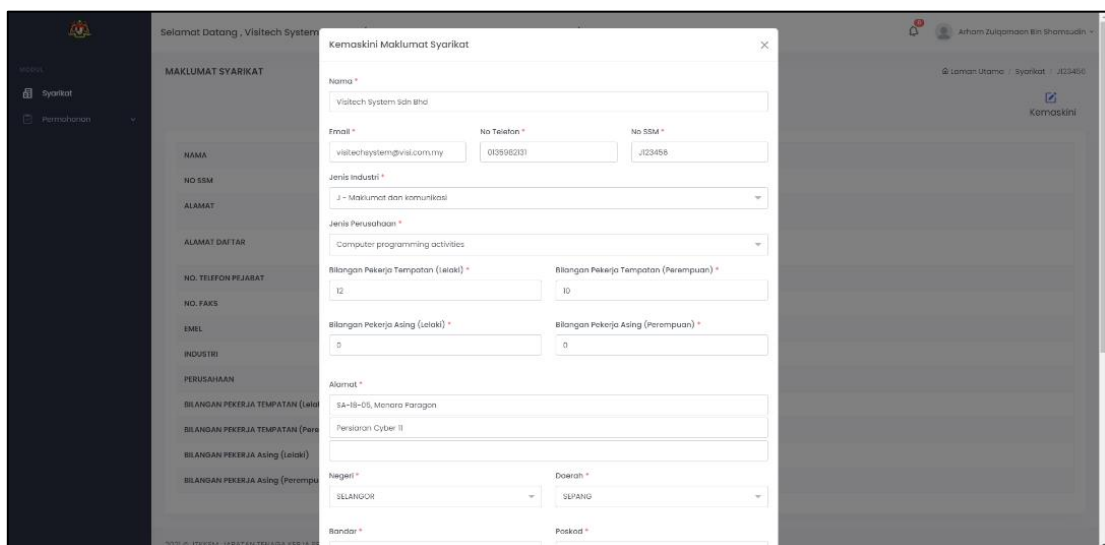 Selamat Datang , Visitech System
Kemaskini Maklumat Syarikat
Arham Zulqarnaen Bin Shamsudin
MODUL
MAKLUMAT SYARIKAT
Laman Utama / Syarikat / J123456
Syarikat
Permohonan
Kemaskini
Nama *
Visitech System Sdn Bhd
Email * No Telefon * No SSM *
visitechsystem@visi.com.my 0135982131 J123456
Jenis Industri *
J - Maklumat dan komunikasi
Jenis Perusahaan *
Computer programming activities
Bilangan Pekerja Tempatan (Lelaki) * Bilangan Pekerja Tempatan (Perempuan) *
12 10
Bilangan Pekerja Asing (Lelaki) * Bilangan Pekerja Asing (Perempuan) *
0 0
Alamat *
SA-18-05, Menara Paragon
Persiaran Cyber 11
Negeri * Daerah *
SELANGOR SEPANG
Bandar * Poskod *
NAMA
NO SSM
ALAMAT
ALAMAT DAFTAR
NO. TELEFON PEJABAT
NO. FAKS
EMEL
INDUSTRI
PERUSAHAAN
BILANGAN PEKERJA TEMPATAN (Lelak
BILANGAN PEKERJA TEMPATAN (Pere
BILANGAN PEKERJA Asing (Lelaki)
BILANGAN PEKERJA Asing (Perempu